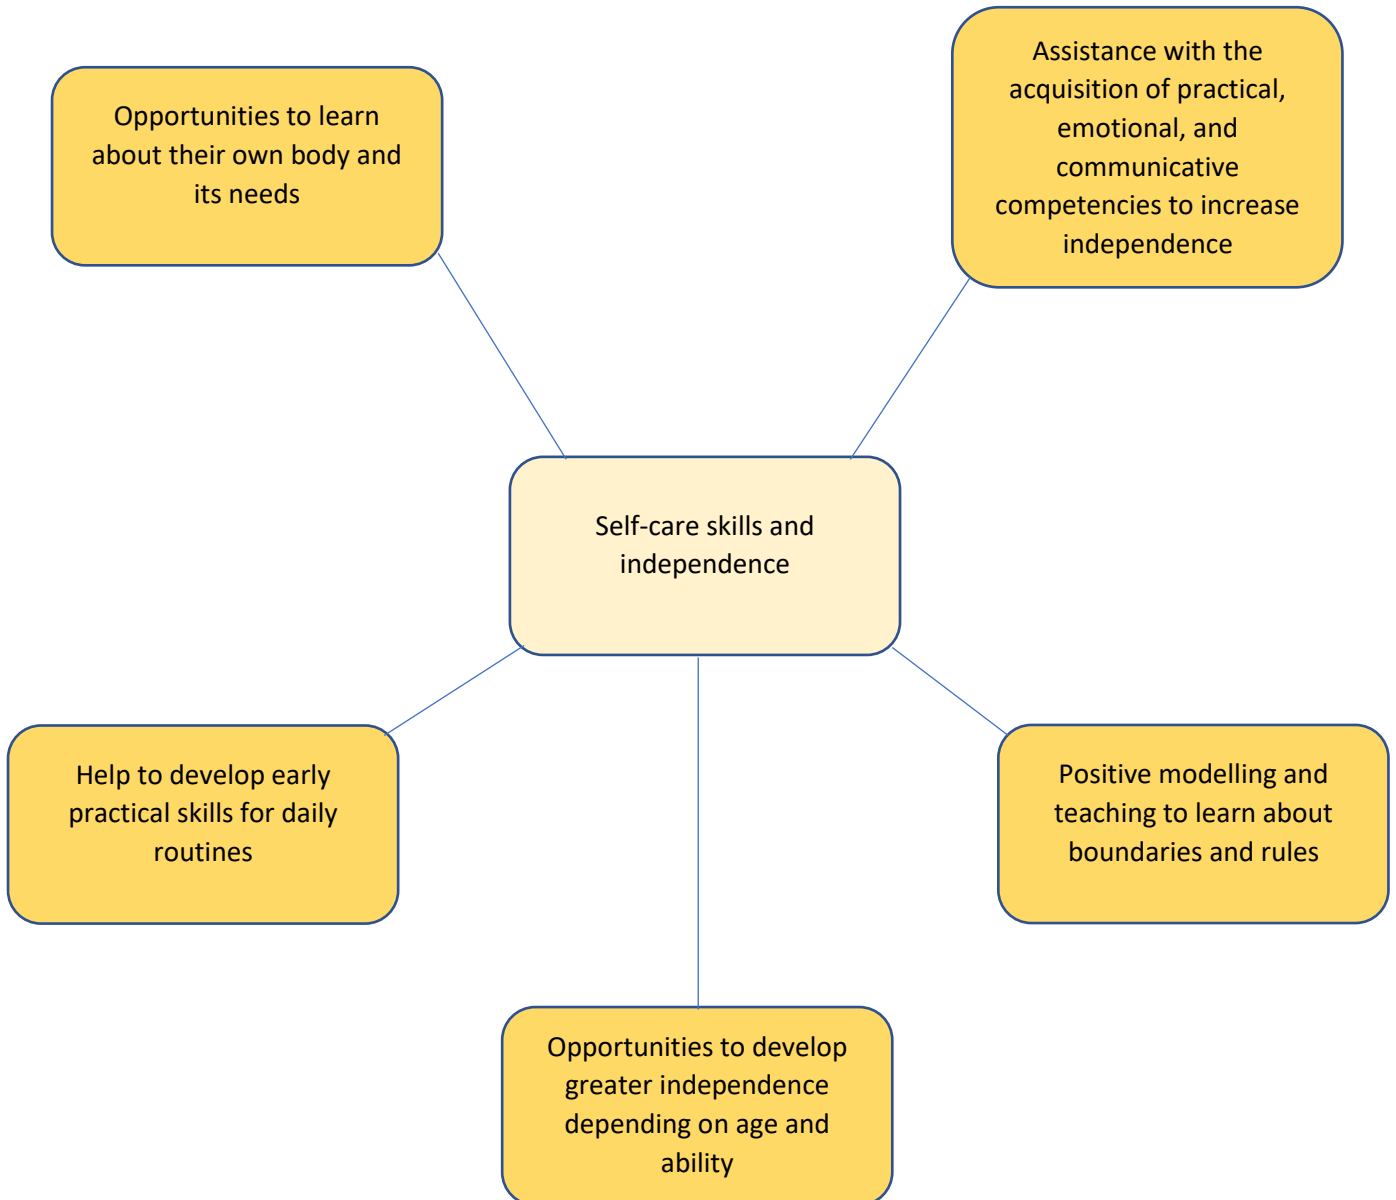 Opportunities to learn
about their own body and
its needs
Assistance with the
acquisition of practical,
emotional, and
communicative
competencies to increase
independence
Self-care skills and
independence
Help to develop early
practical skills for daily
routines
Positive modelling and
teaching to learn about
boundaries and rules
Opportunities to develop
greater independence
depending on age and
ability